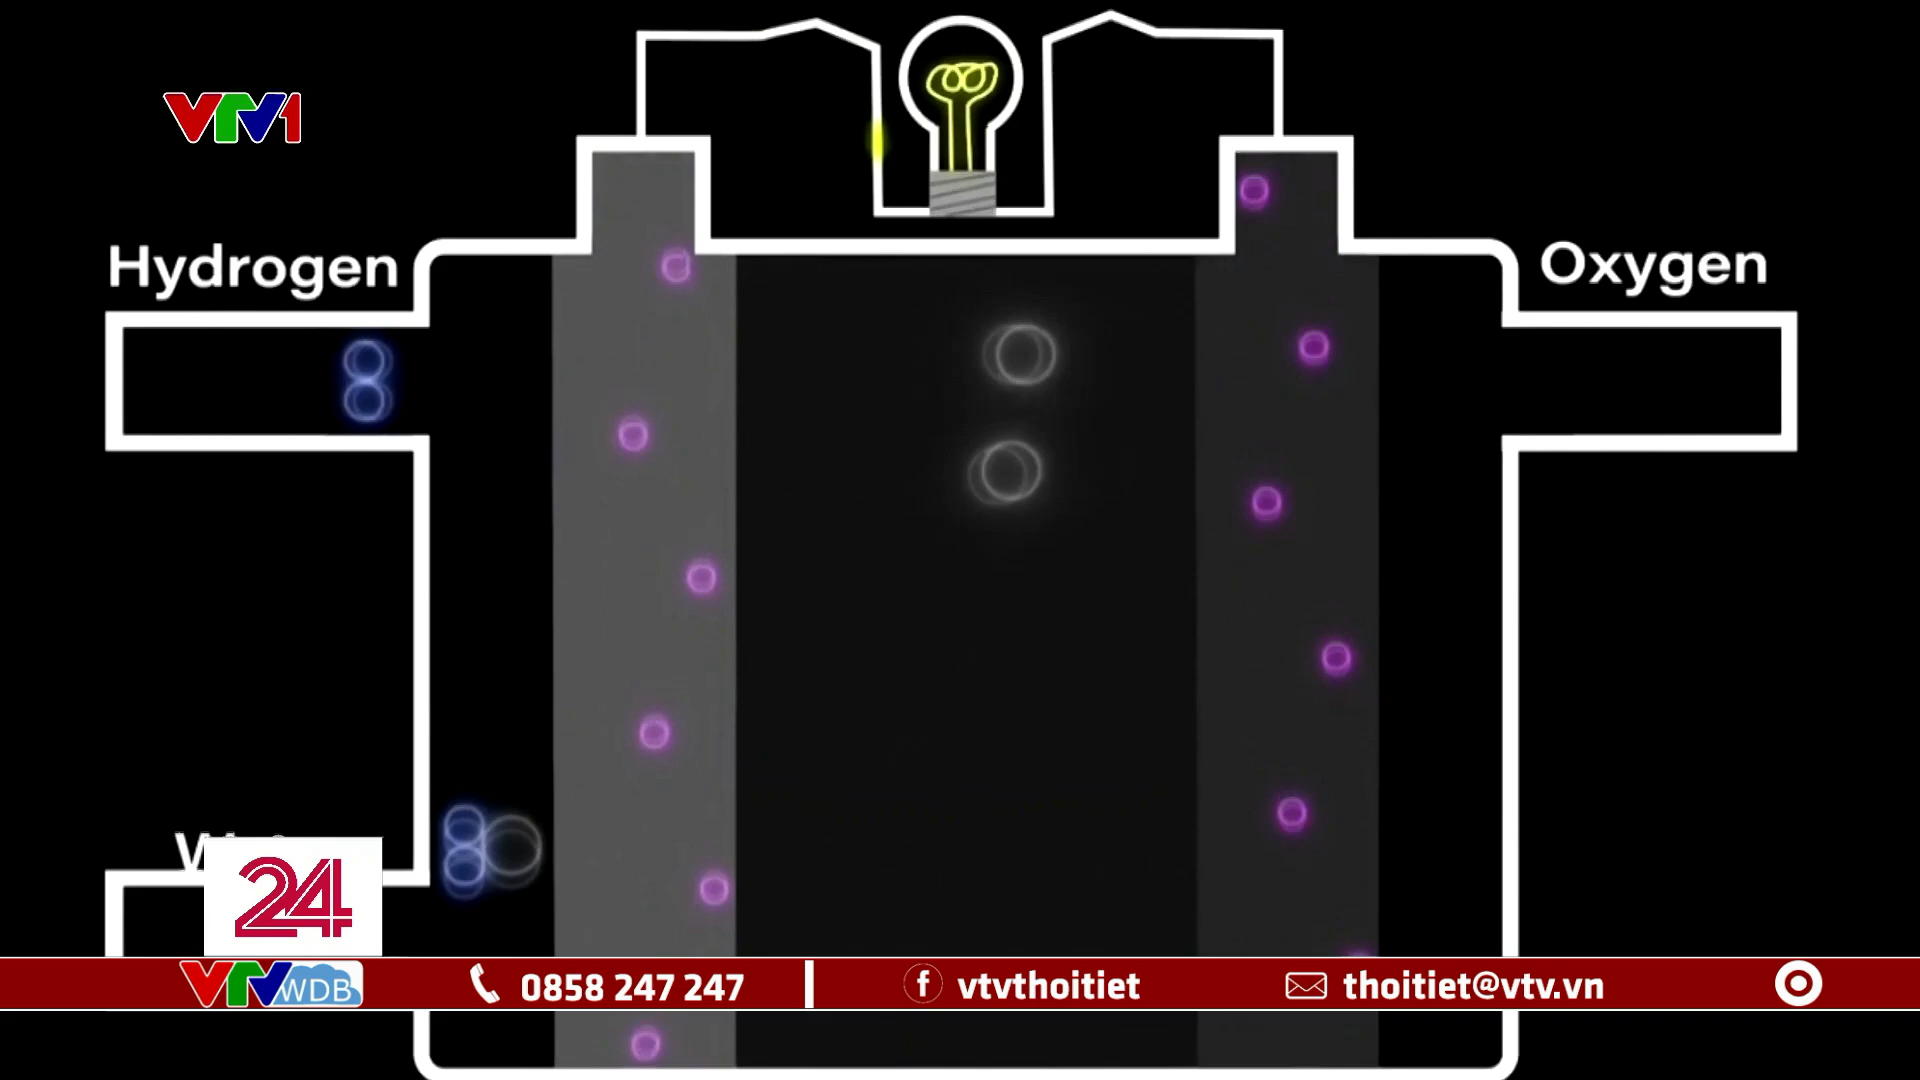 VTV1
Hydrogen
Oxygen
24
VTV WDB
0858 247 247
vtvthoitiet
thoitiet@vtv.vn